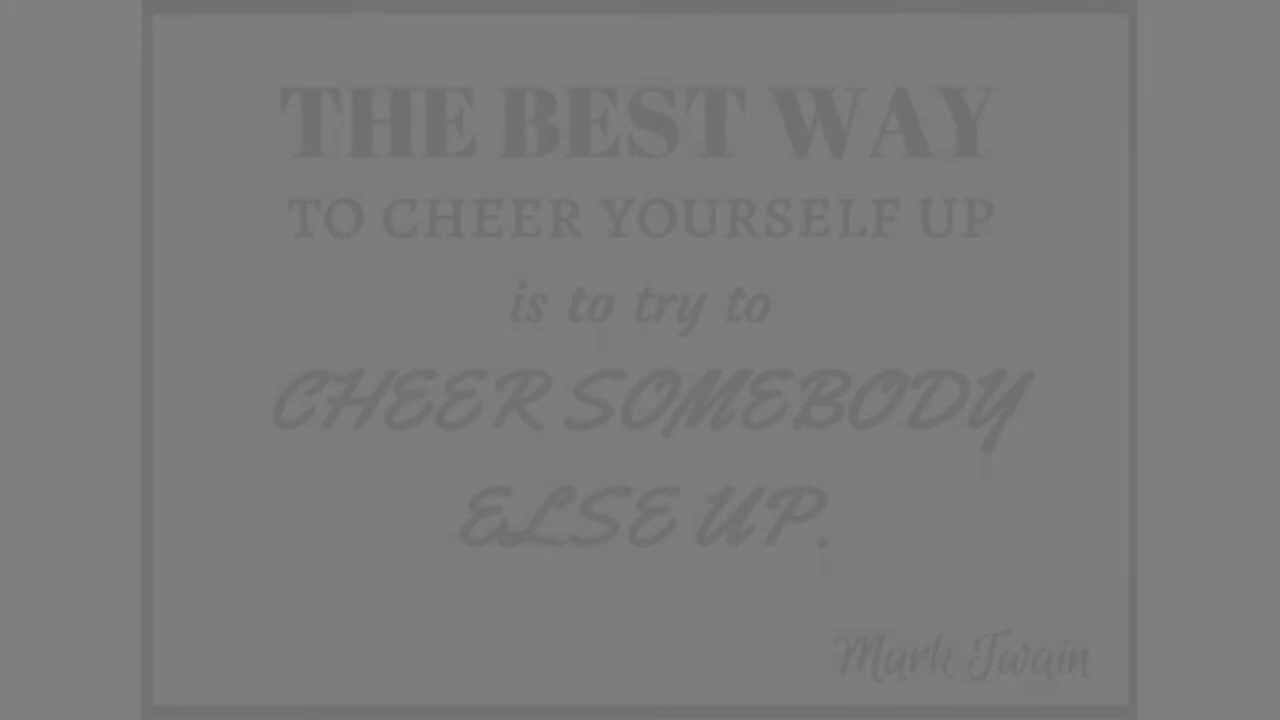 THE BEST WAY
TO CHEER YOURSELF UP
is to try to
CHEER SOMEBODY
ELSE UP.
Mark Twain